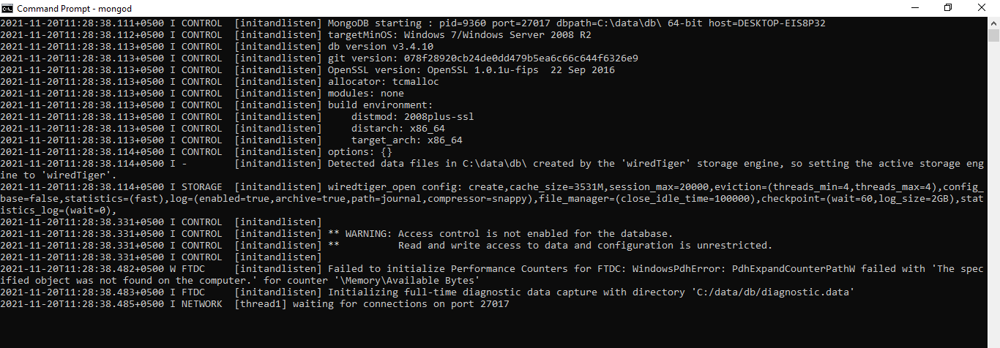 Command Prompt - mongod
2021-11-20T11:28:38.111+0500 I CONTROL  [initandlisten] MongoDB starting : pid=9360 port=27017 dbpath=C:\data\db\ 64-bit host=DESKTOP-EIS8P32
2021-11-20T11:28:38.112+0500 I CONTROL  [initandlisten] targetMinOS: Windows 7/Windows Server 2008 R2
2021-11-20T11:28:38.113+0500 I CONTROL  [initandlisten] db version v3.4.10
2021-11-20T11:28:38.113+0500 I CONTROL  [initandlisten] git version: 078f28920cb24de0dd479b5ea6c66c644f6326e9
2021-11-20T11:28:38.113+0500 I CONTROL  [initandlisten] OpenSSL version: OpenSSL 1.0.1u-fips  22 Sep 2016
2021-11-20T11:28:38.113+0500 I CONTROL  [initandlisten] allocator: tcmalloc
2021-11-20T11:28:38.113+0500 I CONTROL  [initandlisten] modules: none
2021-11-20T11:28:38.113+0500 I CONTROL  [initandlisten] build environment:
2021-11-20T11:28:38.113+0500 I CONTROL  [initandlisten]     distmod: 2008plus-ssl
2021-11-20T11:28:38.113+0500 I CONTROL  [initandlisten]     distarch: x86_64
2021-11-20T11:28:38.113+0500 I CONTROL  [initandlisten]     target_arch: x86_64
2021-11-20T11:28:38.114+0500 I CONTROL  [initandlisten] options: {}
2021-11-20T11:28:38.114+0500 I -        [initandlisten] Detected data files in C:\data\db\ created by the 'wiredTiger' storage engine, so setting the active storage eng
ine to 'wiredTiger'.
2021-11-20T11:28:38.114+0500 I STORAGE  [initandlisten] wiredtiger_open config: create,cache_size=3531M,session_max=20000,eviction=(threads_min=4,threads_max=4),config_
base=false,statistics=(fast),log=(enabled=true,archive=true,path=journal,compressor=snappy),file_manager=(close_idle_time=100000),checkpoint=(wait=60,log_size=2GB),stat
istics_log=(wait=0),
2021-11-20T11:28:38.331+0500 I CONTROL  [initandlisten]
2021-11-20T11:28:38.331+0500 I CONTROL  [initandlisten] ** WARNING: Access control is not enabled for the database.
2021-11-20T11:28:38.331+0500 I CONTROL  [initandlisten] **          Read and write access to data and configuration is unrestricted.
2021-11-20T11:28:38.331+0500 I CONTROL  [initandlisten]
2021-11-20T11:28:38.482+0500 W FTDC     [initandlisten] Failed to initialize Performance Counters for FTDC: WindowsPdhError: PdhExpandCounterPathW failed with 'The spec
ified object was not found on the computer.' for counter '\Memory\Available Bytes'
2021-11-20T11:28:38.483+0500 I FTDC     [initandlisten] Initializing full-time diagnostic data capture with directory 'C:/data/db/diagnostic.data'
2021-11-20T11:28:38.485+0500 I NETWORK  [thread1] waiting for connections on port 27017